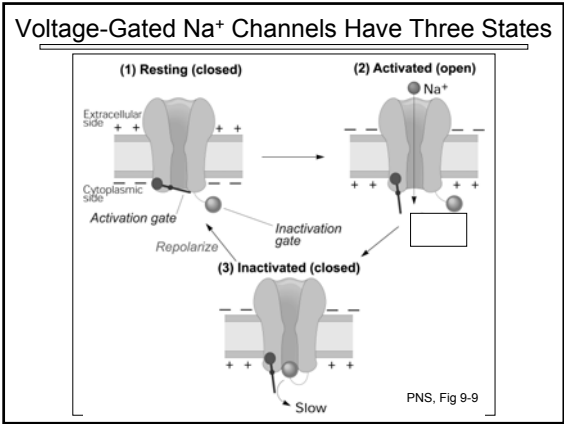 Voltage-Gated Na⁺ Channels Have Three States
(1) Resting (closed)
(2) Activated (open)
Na⁺
Extracellular
side
+ + + +
– – – –
– – – –
+ + + +
Cytoplasmic
side
Activation gate
Inactivation
gate
Repolarize
(3) Inactivated (closed)
– – – –
+ + + +
Slow
PNS, Fig 9-9